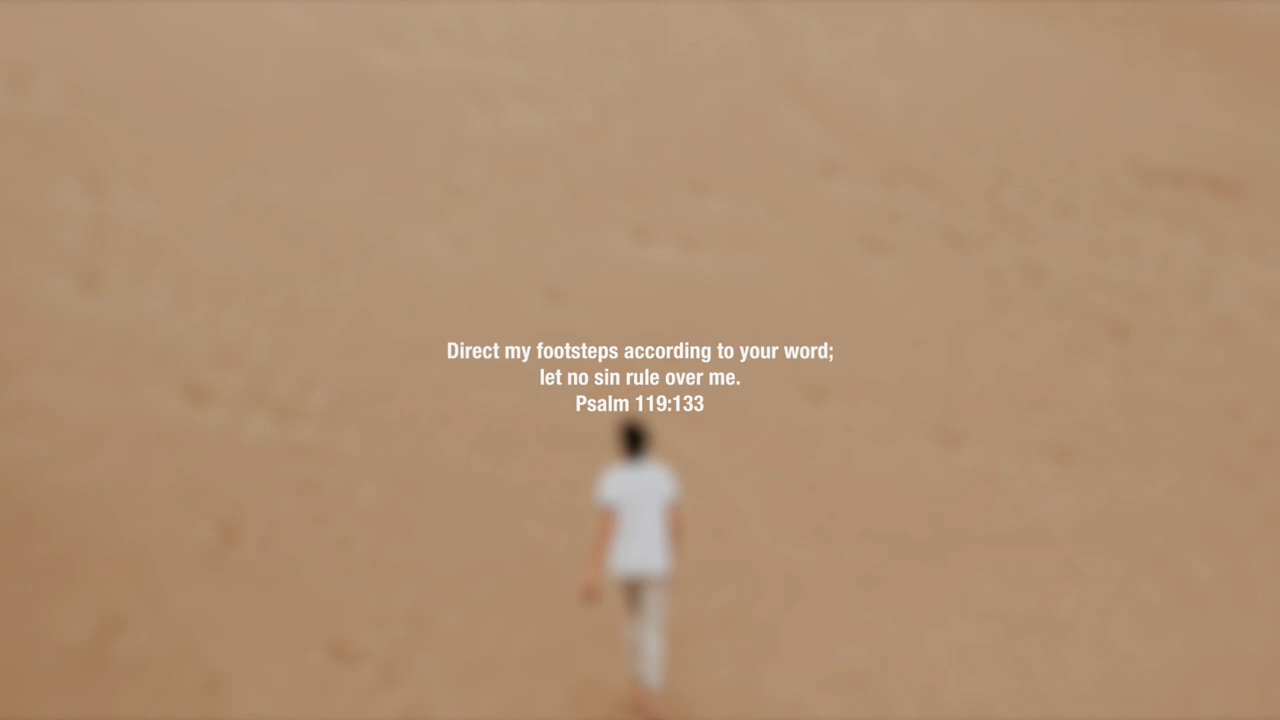 Direct my footsteps according to your word;
let no sin rule over me.
Psalm 119:133